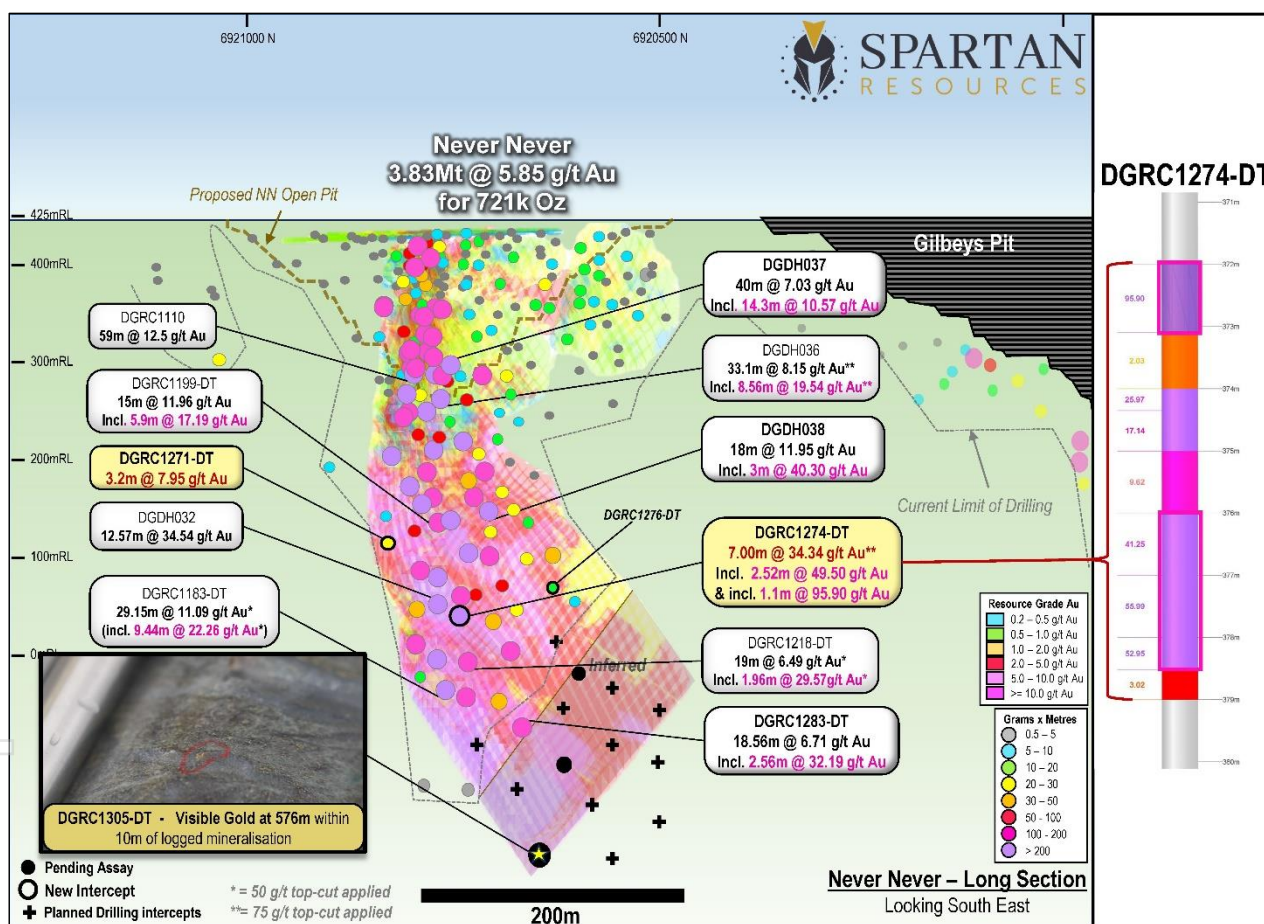 6921000 N
6920500 N
SPARTAN
RESOURCES
Never Never
3.83Mt @ 5.85 g/t Au
for 721k Oz
Proposed NN Open Pit
DGRC1274-DT
425mRL
400mRL
300mRL
200mRL
100mRL
Gilbeys Pit
DGDH037
40m @ 7.03 g/t Au
Incl. 14.3m @ 10.57 g/t Au
DGRC1110
59m @ 12.5 g/t Au
DGDH036
33.1m @ 8.15 g/t Au**
Incl. 8.56m @ 19.54 g/t Au**
DGRC1199-DT
15m @ 11.96 g/t Au
Incl. 5.9m @ 17.19 g/t Au
DGDH038
18m @ 11.95 g/t Au
Incl. 3m @ 40.30 g/t Au
DGRC1271-DT
3.2m @ 7.95 g/t Au
Current Limit of Drilling
DGRC1276-DT
DGDH032
12.57m @ 34.54 Au
DGRC1274-DT
7.00m @ 34.34 g/t Au**
Incl. 2.52m @ 49.50 g/t Au
& incl. 1.1m @ 95.90 g/t Au
DGRC1183-DT
29.15m @ 11.09 g/t Au*
(incl. 9.44m @ 22.26 g/t Au*)
DGRC1218-DT
19m @ 6.49 g/t Au*
Incl. 1.96m @ 29.57g/t Au*
Inferred
DGRC1283-DT
18.56m @ 6.71 g/t Au
Incl. 2.56m @ 32.19 g/t Au
DGRC1305-DT - Visible Gold at 576m within
10m of logged mineralisation
Pending Assay
New Intercept
Planned Drilling intercepts
* = 50 g/t top-cut applied
**= 75 g/t top-cut applied
200m
Resource Grade Au
0.2 – 0.5 g/t Au
0.5 – 1.0 g/t Au
1.0 – 2.0 g/t Au
2.0 – 5.0 g/t Au
5.0 – 10.0 g/t Au
>= 10.0 g/t Au
Grams x Metres
0.5 – 5
5 – 10
10 – 20
20 – 30
30 – 50
50 - 100
100 - 200
> 200
Never Never – Long Section
Looking South East
371m
372m
95.90
373m
2.03
374m
26.97
17.14
375m
9.62
376m
41.25
377m
378m
52.95
3.02
379m
380m